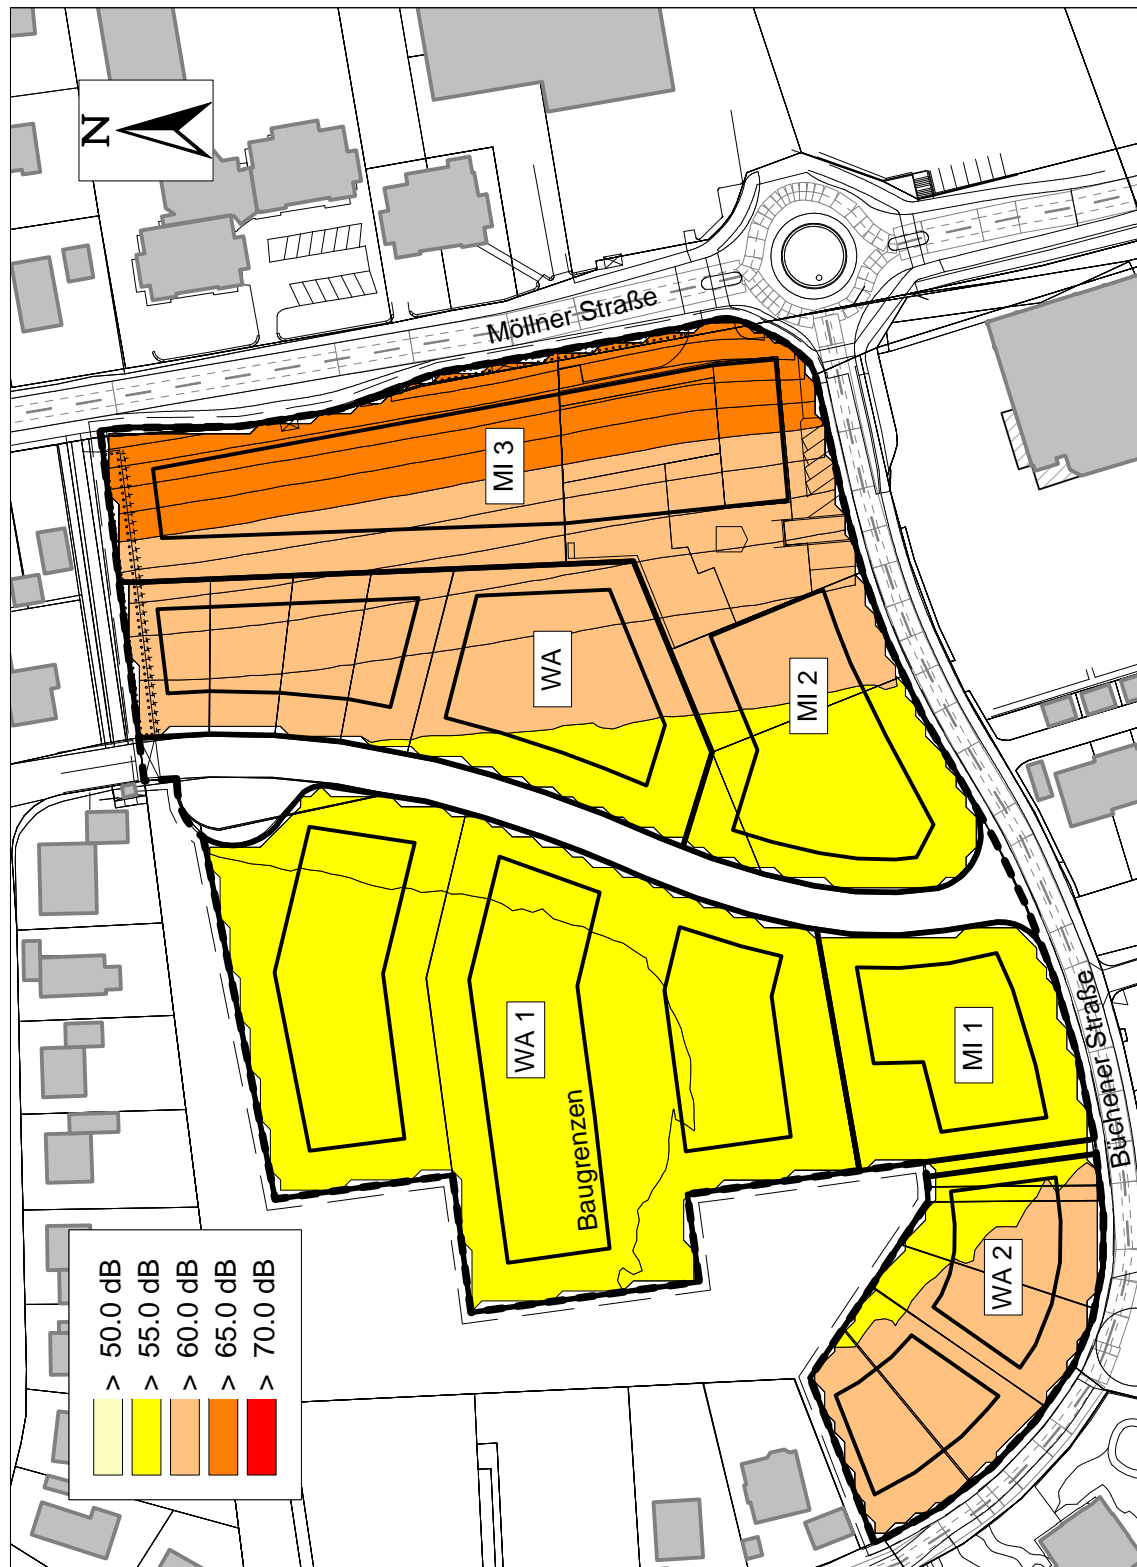 N
> 50.0 dB
> 55.0 dB
> 60.0 dB
> 65.0 dB
> 70.0 dB
Möllner Straße
MI 3
WA
MI 2
WA 1
Baugrenzen
MI 1
WA 2
Büchener Straße